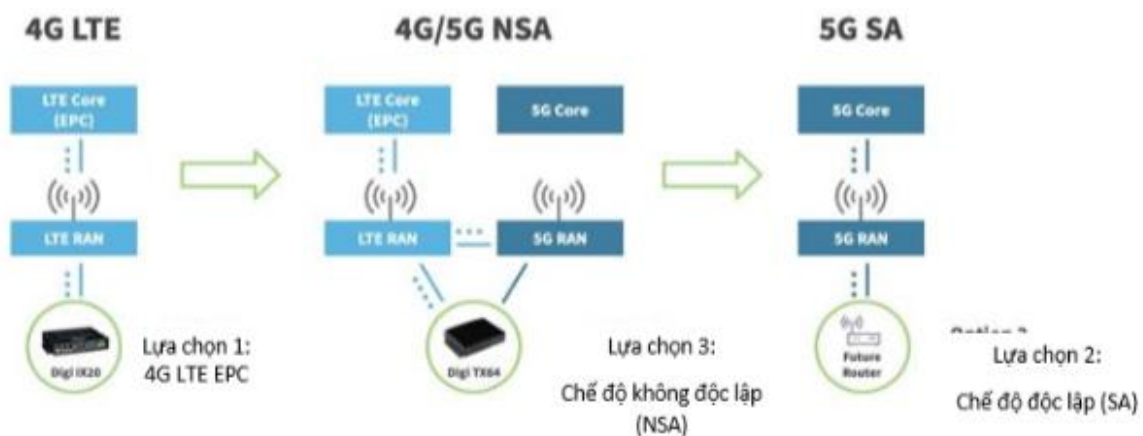 4G LTE
4G/5G NSA
5G SA
LTE Core
(EPC)
LTE Core
(EPC)
5G Core
5G Core
LTE RAN
LTE RAN
5G RAN
5G RAN
Digi IX20
Lựa chọn 1:
4G LTE EPC
Digi TX64
Lựa chọn 3:
Chế độ không độc lập
(NSA)
Future
Router
Lựa chọn 2:
Chế độ độc lập (SA)